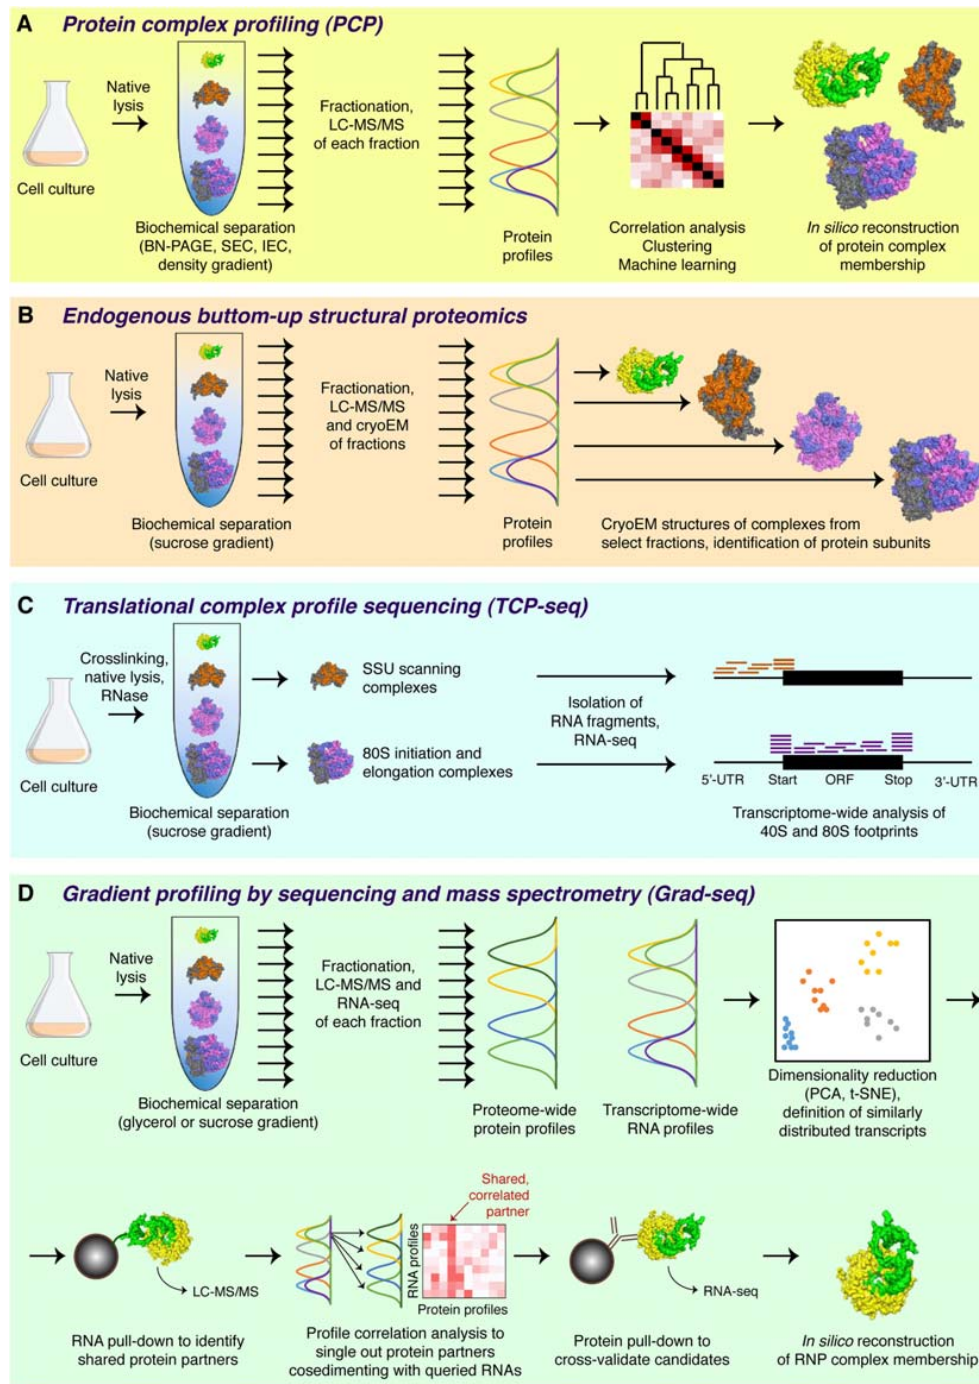 A Protein complex profiling (PCP)
Native
lysis
Cell culture
Biochemical separation
(BN-PAGE, SEC, IEC,
density gradient)
Fractionation,
LC-MS/MS
of each fraction
Protein
profiles
Correlation analysis
Clustering
Machine learning
In silico reconstruction
of protein complex
membership
B Endogenous buttom-up structural proteomics
Native
lysis
Cell culture
Biochemical separation
(sucrose gradient)
Fractionation,
LC-MS/MS
and cryoEM
of fractions
Protein
profiles
CryoEM structures of complexes from
select fractions, identification of protein subunits
C Translational complex profile sequencing (TCP-seq)
Crosslinking,
native lysis,
RNase
Cell culture
Biochemical separation
(sucrose gradient)
SSU scanning
complexes
80S initiation and
elongation complexes
Isolation of
RNA fragments,
RNA-seq
5'-UTR Start ORF Stop 3'-UTR
Transcriptome-wide analysis of
40S and 80S footprints
D Gradient profiling by sequencing and mass spectrometry (Grad-seq)
Native
lysis
Cell culture
Biochemical separation
(glycerol or sucrose gradient)
Fractionation,
LC-MS/MS and
RNA-seq
of each fraction
Proteome-wide
protein profiles
Transcriptome-wide
RNA profiles
Dimensionality reduction
(PCA, t-SNE),
definition of similarly
distributed transcripts
LC-MS/MS
RNA pull-down to identify
shared protein partners
Shared,
correlated
partner
RNA profiles
Protein profiles
Profile correlation analysis to
single out protein partners
cosedimenting with queried RNAs
RNA-seq
Protein pull-down to
cross-validate candidates
In silico reconstruction
of RNP complex membership